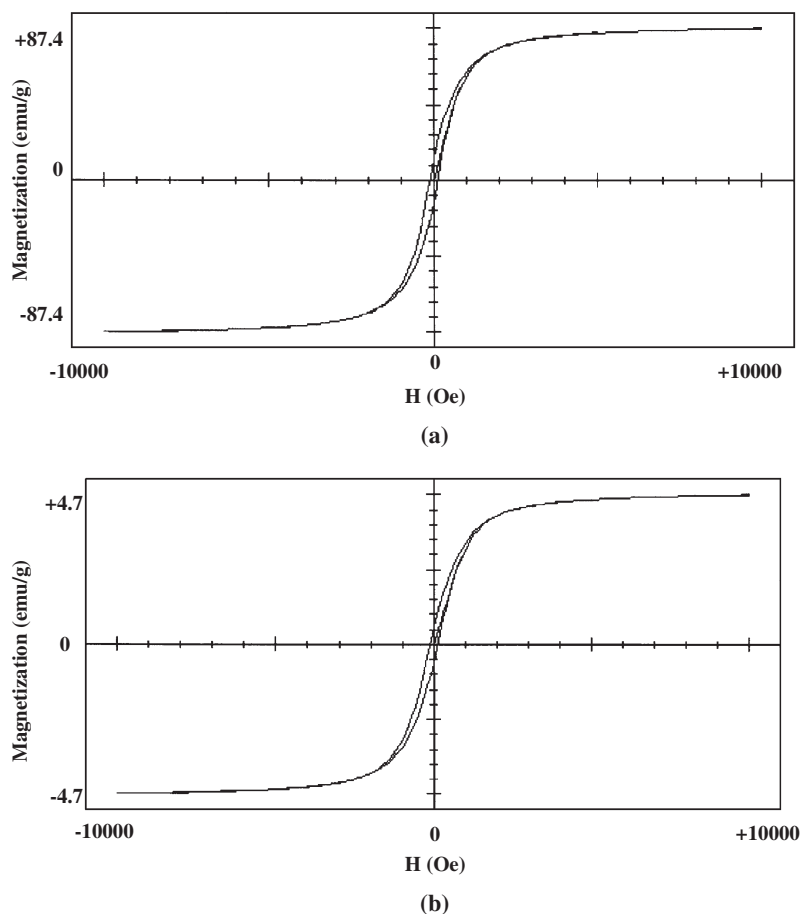 +87.4
Magnetization (emu/g)
0
-87.4
-10000
0
+10000
H (Oe)
(a)
+4.7
Magnetization (emu/g)
0
-4.7
-10000
0
+10000
H (Oe)
(b)